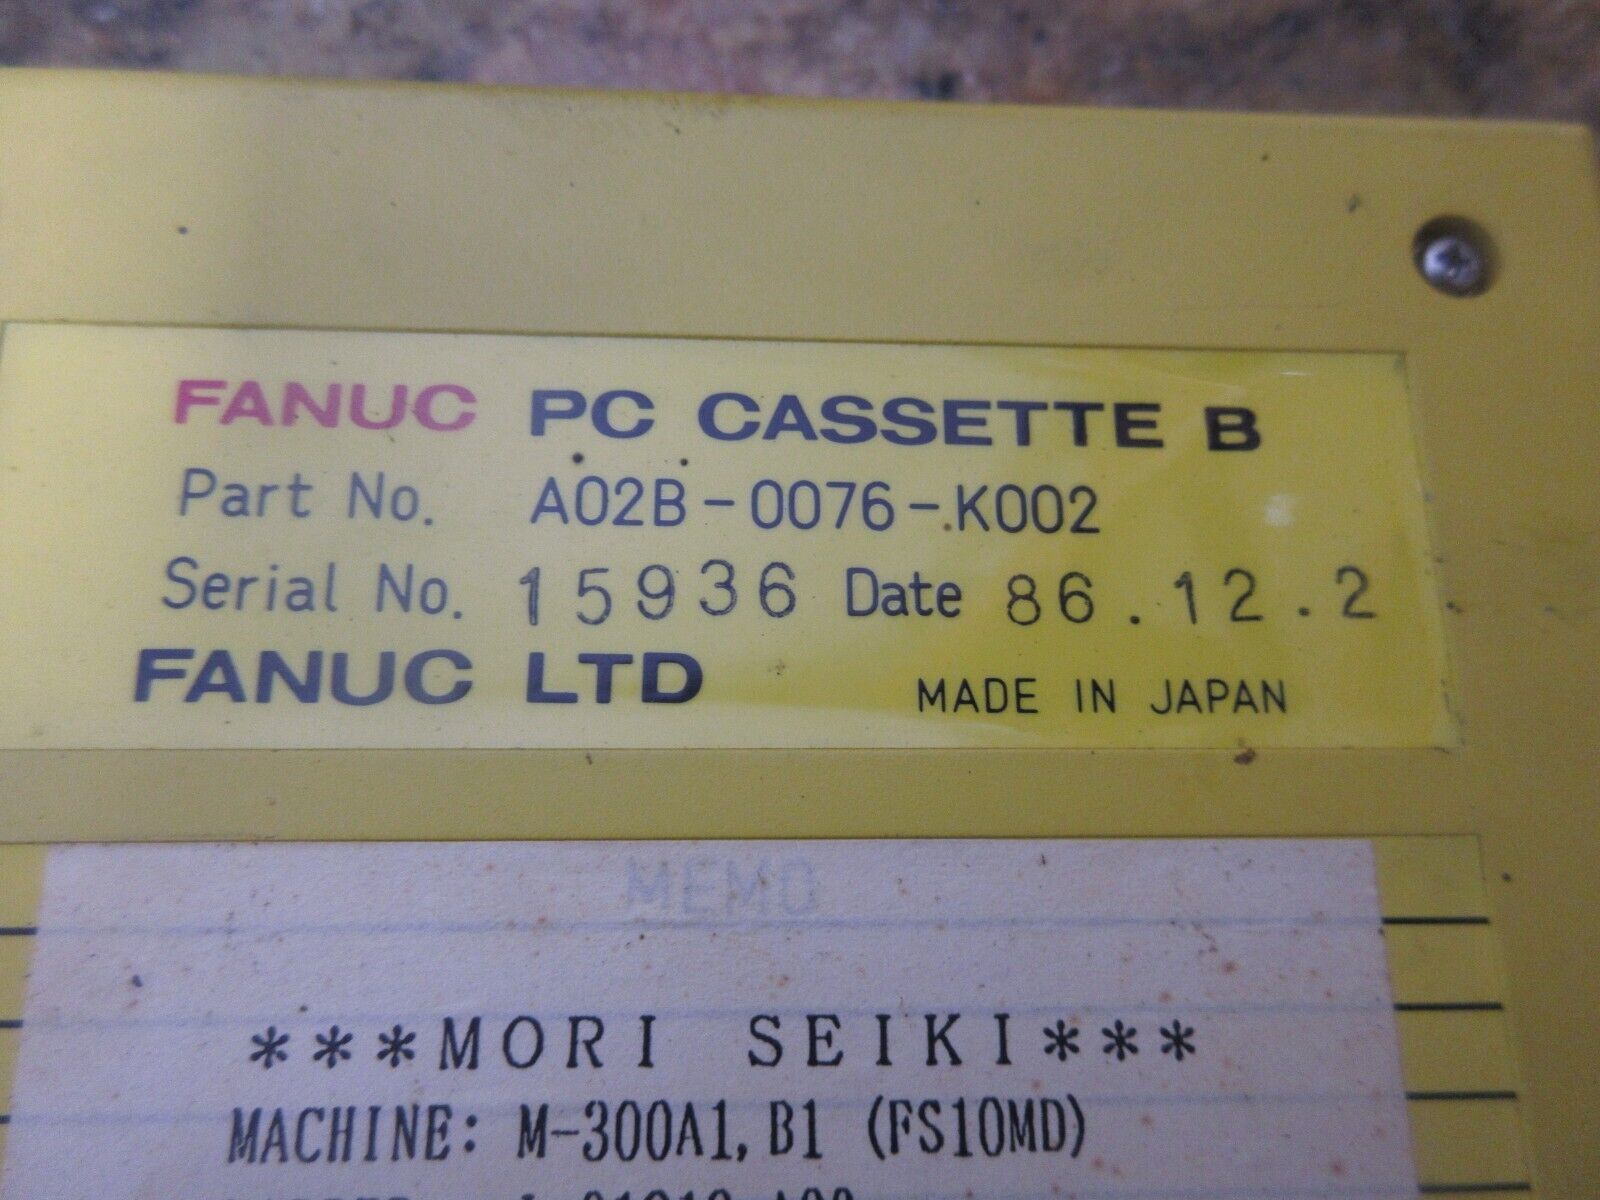 FANUC PC CASSETTE B
Part No. A02B-0076-K002
Serial No. 15936 Date 86.12.2
FANUC LTD MADE IN JAPAN
MEMO
***MORI SEIKI***
MACHINE: M-300A1,B1 (FS10MD)